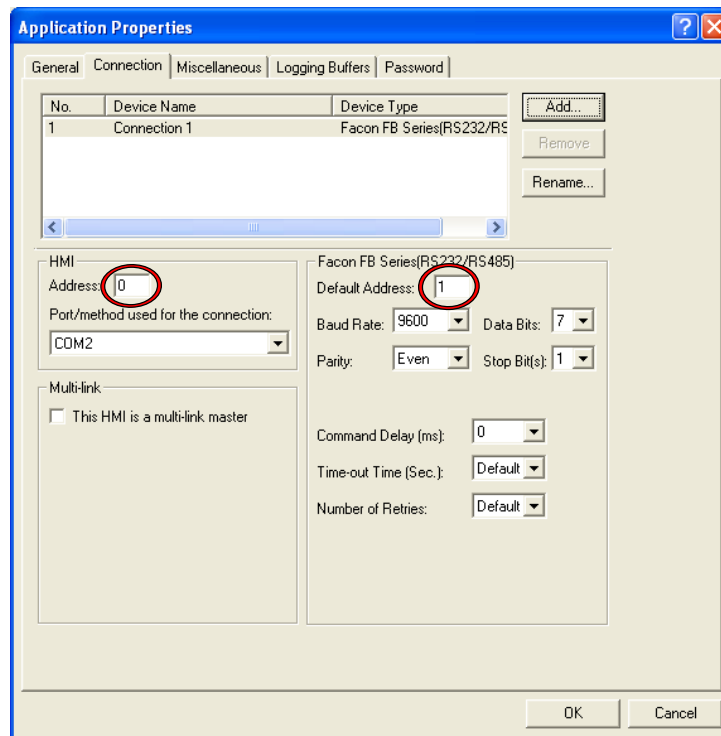 Application Properties
General Connection Miscellaneous Logging Buffers Password
No. Device Name Device Type
1 Connection 1 Facon FB Series(RS232/RS
Add...
Remove
Rename...
HMI
Address: 0
Port/method used for the connection:
COM2
Multi-link
This HMI is a multi-link master
Facon FB Series(RS232/RS485)
Default Address: 1
Baud Rate: 9600 Data Bits: 7
Parity: Even Stop Bit(s): 1
Command Delay (ms): 0
Time-out Time (Sec.): Default
Number of Retries: Default
OK Cancel